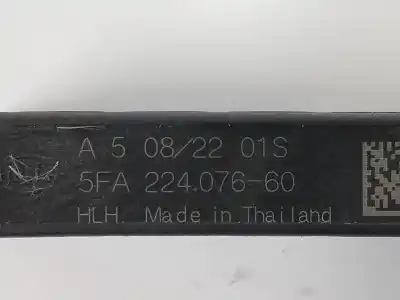 A 5 08/22 01S
5FA 224.076-60
HLH. Made in Thailand